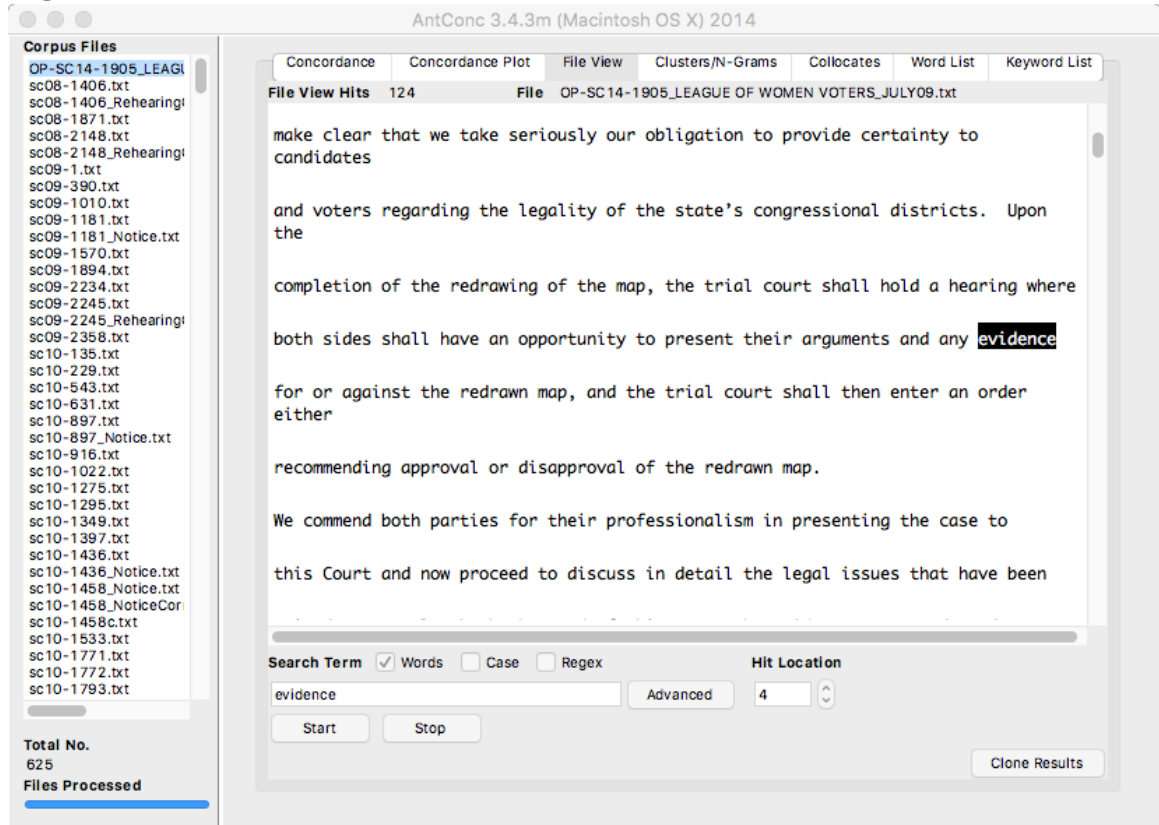 AntConc 3.4.3m (Macintosh OS X) 2014
Corpus Files
OP-SC14-1905_LEAGU
sc08-1406.txt
sc08-1406_Rehearing
sc08-1871.txt
sc08-2148.txt
sc08-2148_Rehearing
sc09-1.txt
sc09-390.txt
sc09-1010.txt
sc09-1181.txt
sc09-1181_Notice.txt
sc09-1570.txt
sc09-1894.txt
sc09-2234.txt
sc09-2245.txt
sc09-2245_Rehearing
sc09-2358.txt
sc10-135.txt
sc10-229.txt
sc10-543.txt
sc10-631.txt
sc10-897.txt
sc10-897_Notice.txt
sc10-916.txt
sc10-1022.txt
sc10-1275.txt
sc10-1295.txt
sc10-1349.txt
sc10-1397.txt
sc10-1436.txt
sc10-1436_Notice.txt
sc10-1458_Notice.txt
sc10-1458_NoticeCor
sc10-1458c.txt
sc10-1533.txt
sc10-1771.txt
sc10-1772.txt
sc10-1793.txt
Total No.
625
Files Processed
Concordance Concordance Plot File View Clusters/N-Grams Collocates Word List Keyword List
File View Hits 124 File OP-SC14-1905_LEAGUE OF WOMEN VOTERS_JULY09.txt
make clear that we take seriously our obligation to provide certainty to
candidates
and voters regarding the legality of the state’s congressional districts.  Upon
the
completion of the redrawing of the map, the trial court shall hold a hearing where
both sides shall have an opportunity to present their arguments and any evidence
for or against the redrawn map, and the trial court shall then enter an order
either
recommending approval or disapproval of the redrawn map.
We commend both parties for their professionalism in presenting the case to
this Court and now proceed to discuss in detail the legal issues that have been
Search Term Words Case Regex Hit Location
evidence Advanced 4
Start Stop
Clone Results